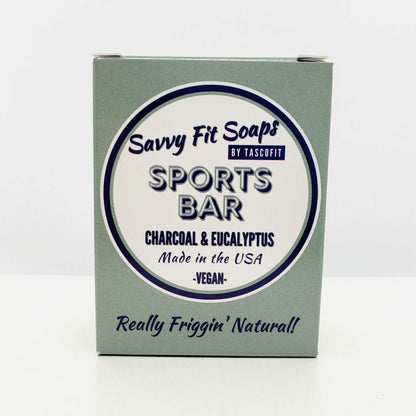 Savvy Fit Soaps
BY TASCOFIT
SPORTS
BAR
CHARCOAL & EUCALYPTUS
Made in the USA
-VEGAN-
Really Friggin' Natural!